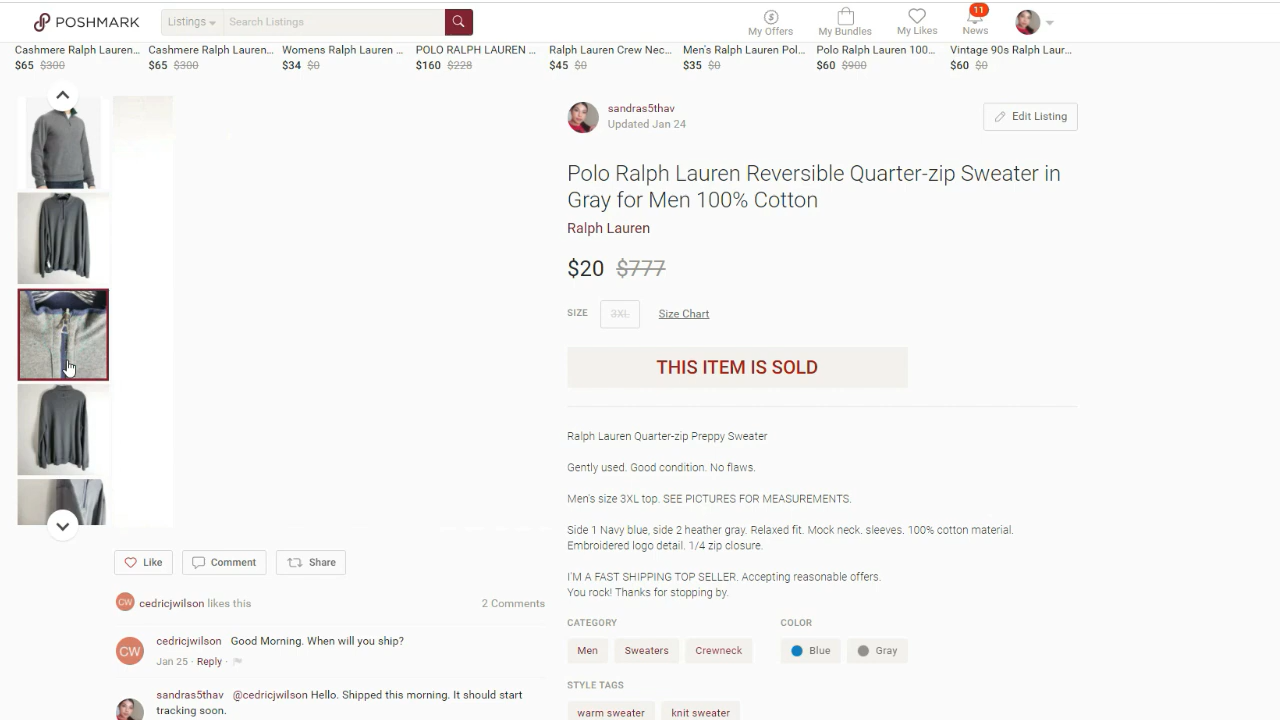 POSHMARK
Listings
Search Listings
My Offers
My Bundles
My Likes
11
News
Cashmere Ralph Lauren... Cashmere Ralph Lauren... Womens Ralph Lauren ... POLO RALPH LAUREN ... Ralph Lauren Crew Nec... Men's Ralph Lauren Pol... Polo Ralph Lauren 100... Vintage 90s Ralph Laur...
$65 $300 $65 $300 $34 $0 $160 $228 $45 $0 $35 $0 $60 $900 $60 $0
sandras5thav
Updated Jan 24
Edit Listing
Polo Ralph Lauren Reversible Quarter-zip Sweater in
Gray for Men 100% Cotton
Ralph Lauren
$20 $777
SIZE 3XL Size Chart
THIS ITEM IS SOLD
Ralph Lauren Quarter-zip Preppy Sweater
Gently used. Good condition. No flaws.
Men's size 3XL top. SEE PICTURES FOR MEASUREMENTS.
Side 1 Navy blue, side 2 heather gray. Relaxed fit. Mock neck. sleeves. 100% cotton material.
Embroidered logo detail. 1/4 zip closure.
I'M A FAST SHIPPING TOP SELLER. Accepting reasonable offers.
You rock! Thanks for stopping by.
CATEGORY
Men Sweaters Crewneck
COLOR
Blue Gray
STYLE TAGS
warm sweater knit sweater
Like Comment Share
CW cedricjwilson likes this 2 Comments
CW cedricjwilson Good Morning. When will you ship?
Jan 25 · Reply ·
sandras5thav @cedricjwilson Hello. Shipped this morning. It should start
tracking soon.